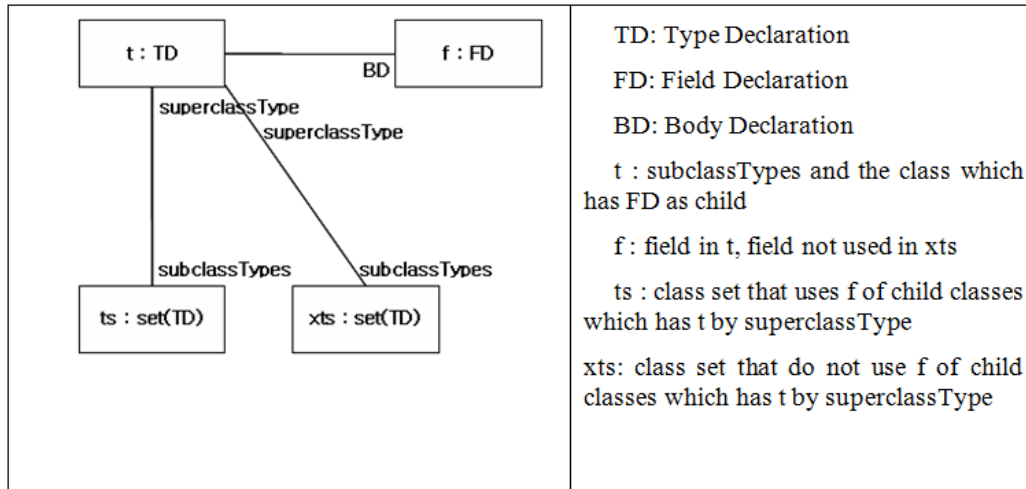 t : TD
f : FD
BD
superclassType
superclassType
subclassTypes
subclassTypes
ts : set(TD)
xts : set(TD)
TD: Type Declaration
FD: Field Declaration
BD: Body Declaration
t : subclassTypes and the class which
has FD as child
f : field in t, field not used in xts
ts : class set that uses f of child classes
which has t by superclassType
xts: class set that do not use f of child
classes which has t by superclassType